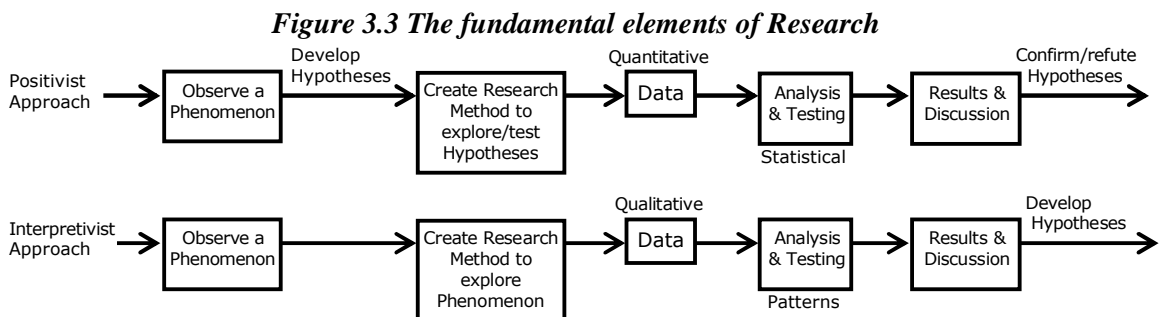 Figure 3.3 The fundamental elements of Research
Positivist
Approach
Observe a
Phenomenon
Develop
Hypotheses
Create Research
Method to
explore/test
Hypotheses
Quantitative
Data
Analysis
& Testing
Statistical
Results &
Discussion
Confirm/refute
Hypotheses
Interpretivist
Approach
Observe a
Phenomenon
Create Research
Method to
explore
Phenomenon
Qualitative
Data
Analysis
& Testing
Patterns
Results &
Discussion
Develop
Hypotheses